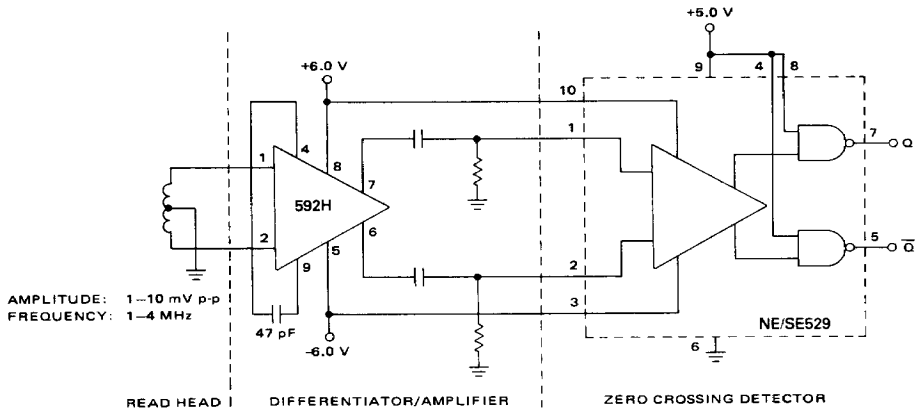 +5.0 V
9
4
8
+6.0 V
10
4
1
1
8
7
7
Q
592H
6
2
5
2
5
Q̅
9
3
AMPLITUDE: 1–10 mV p-p
FREQUENCY: 1–4 MHz
47 pF
NE/SE529
-6.0 V
6
READ HEAD
DIFFERENTIATOR/AMPLIFIER
ZERO CROSSING DETECTOR